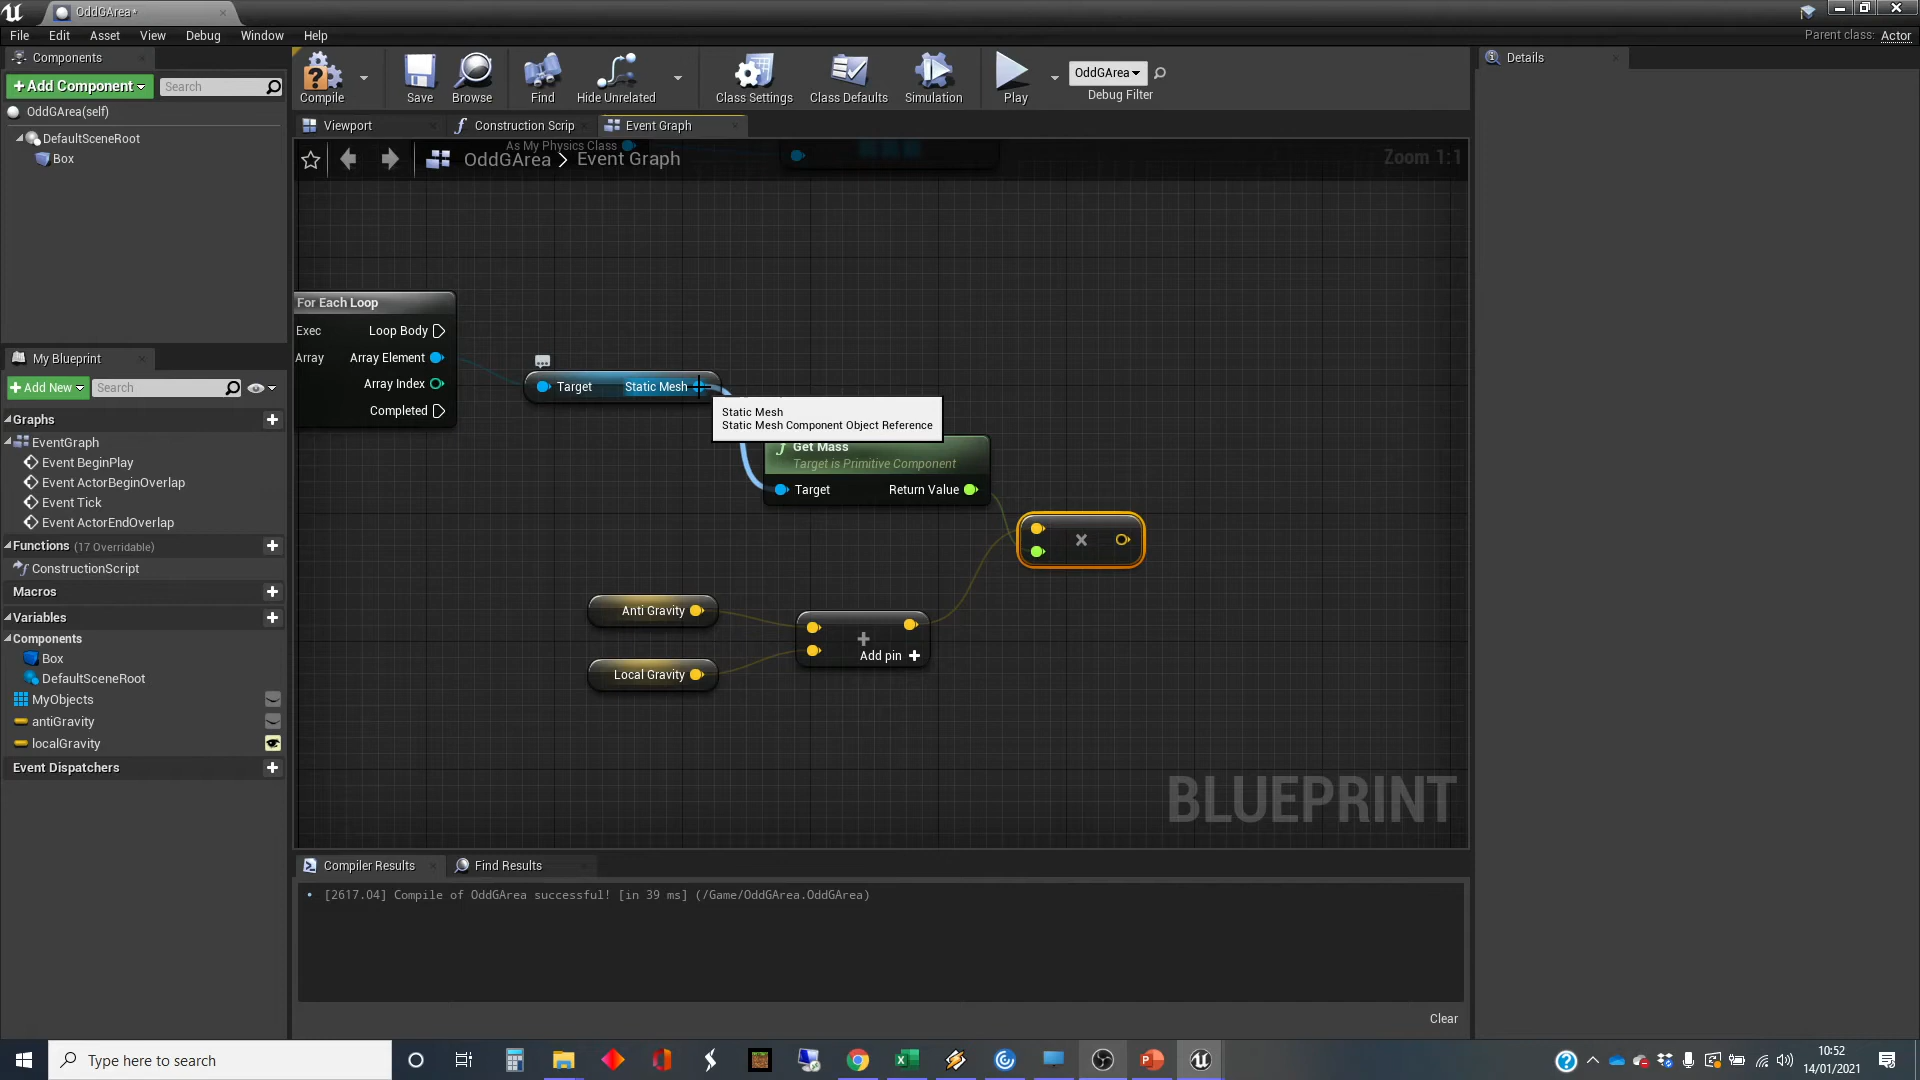 OddGArea*
File Edit Asset View Debug Window Help
Parent class: Actor
Components
Add Component
Search
OddGArea(self)
DefaultSceneRoot
Box
Compile
Save
Browse
Find
Hide Unrelated
Class Settings
Class Defaults
Simulation
Play
OddGArea
Debug Filter
Details
Viewport
Construction Scrip
Event Graph
As My Physics Class
OddGArea > Event Graph
Zoom 1:1
For Each Loop
Exec Loop Body
Array Array Element
Array Index
Completed
Target Static Mesh
Static Mesh
Static Mesh Component Object Reference
Get Mass
Target is Primitive Component
Target Return Value
Anti Gravity
Local Gravity
Add pin
BLUEPRINT
My Blueprint
Add New
Search
Graphs
EventGraph
Event BeginPlay
Event ActorBeginOverlap
Event Tick
Event ActorEndOverlap
Functions (17 Overridable)
ConstructionScript
Macros
Variables
Components
Box
DefaultSceneRoot
MyObjects
antiGravity
localGravity
Event Dispatchers
Compiler Results
Find Results
[2617.04] Compile of OddGArea successful! [in 39 ms] (/Game/OddGArea.OddGArea)
Clear
Type here to search
10:52
14/01/2021